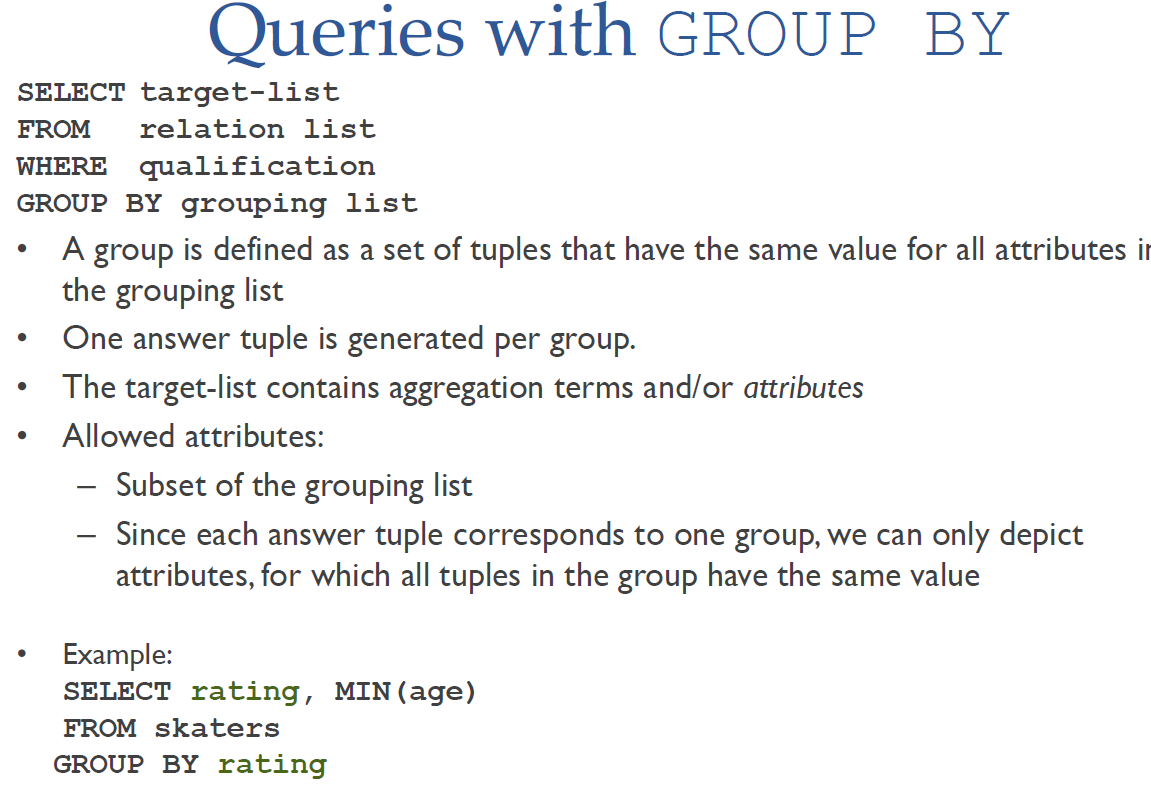 Queries with GROUP BY
SELECT target-list
FROM relation list
WHERE qualification
GROUP BY grouping list
• A group is defined as a set of tuples that have the same value for all attributes in
the grouping list
• One answer tuple is generated per group.
• The target-list contains aggregation terms and/or attributes
• Allowed attributes:
– Subset of the grouping list
– Since each answer tuple corresponds to one group, we can only depict
attributes, for which all tuples in the group have the same value
• Example:
SELECT rating, MIN(age)
FROM skaters
GROUP BY rating